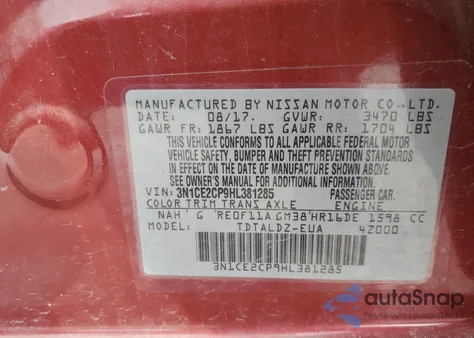 MANUFACTURED BY NISSAN MOTOR CO.,LTD.
DATE: 08/17. GVWR: 3470 LBS
GAWR FR: 1867 LBS GAWR RR: 1704 LBS
THIS VEHICLE CONFORMS TO ALL APPLICABLE FEDERAL MOTOR
VEHICLE SAFETY, BUMPER AND THEFT PREVENTION STANDARDS
IN EFFECT ON THE DATE OF MANUFACTURE SHOWN ABOVE.
SEE OWNER'S MANUAL FOR ADDITIONAL INFORMATION.
VIN: 3N1CE2CP9HL381285 PASSENGER CAR.
COLOR TRIM TRANS AXLE ENGINE
NAH ' G 'RE0F11A GM38'HR16DE 1598 CC
MODEL: TDTALDZ-EUA 4Z000
3N1CE2CP9HL381285
autoSnap